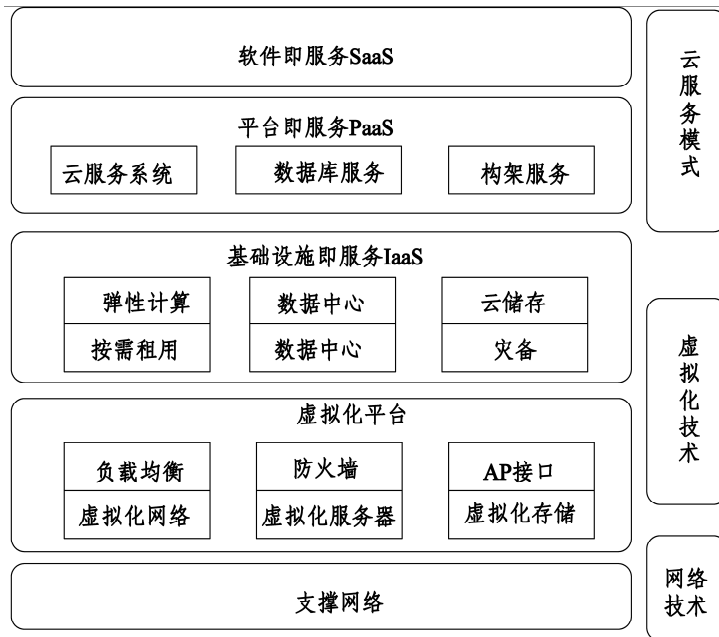 软件即服务SaaS
平台即服务PaaS
云服务系统
数据库服务
构架服务
基础设施即服务IaaS
弹性计算
数据中心
云储存
按需租用
数据中心
灾备
虚拟化平台
负载均衡
防火墙
AP接口
虚拟化网络
虚拟化服务器
虚拟化存储
支撑网络
云服务模式
虚拟化技术
网络
技术